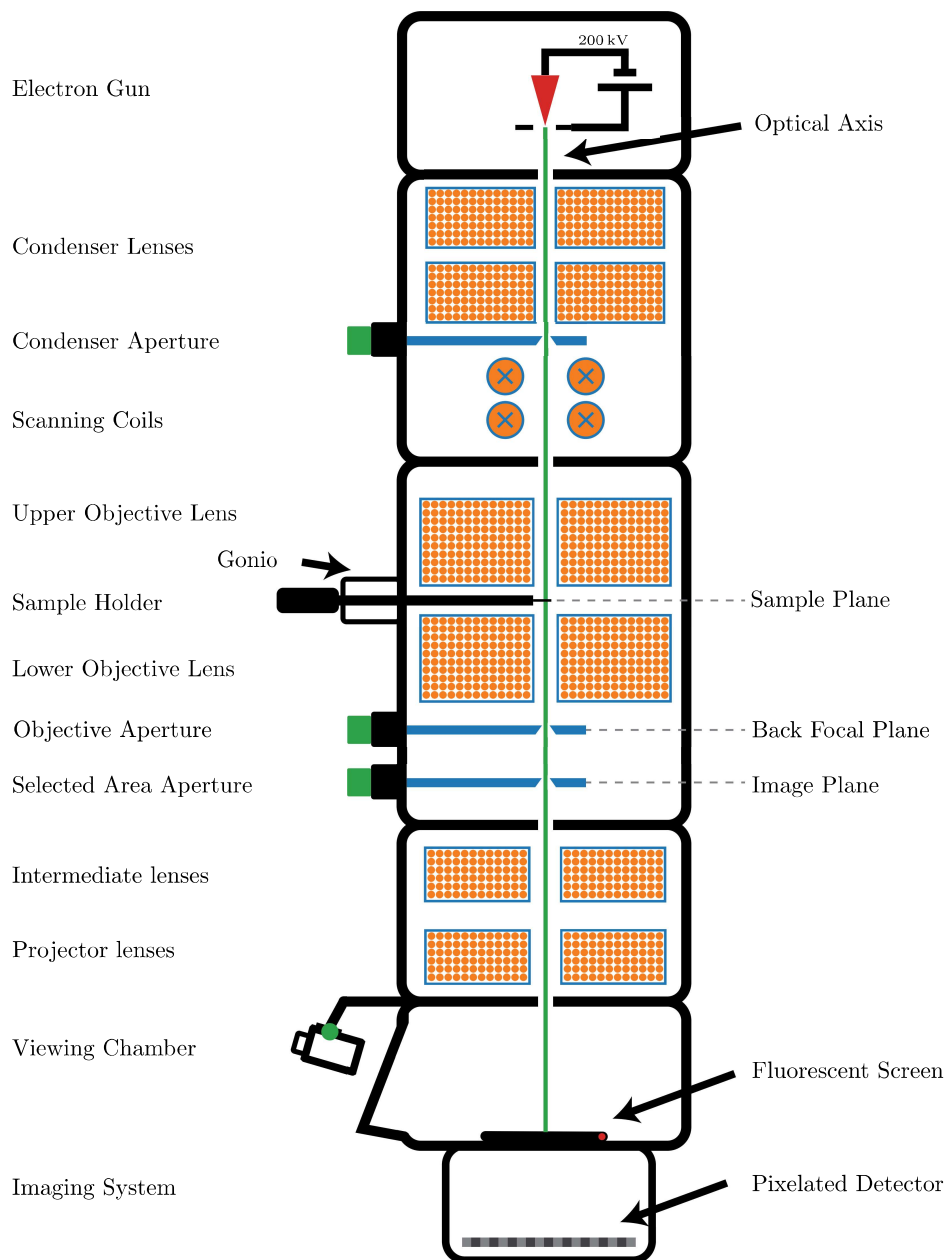 200 kV
Electron Gun
Optical Axis
Condenser Lenses
Condenser Aperture
Scanning Coils
Upper Objective Lens
Gonio
Sample Holder
Sample Plane
Lower Objective Lens
Objective Aperture
Back Focal Plane
Selected Area Aperture
Image Plane
Intermediate lenses
Projector lenses
Viewing Chamber
Fluorescent Screen
Imaging System
Pixelated Detector